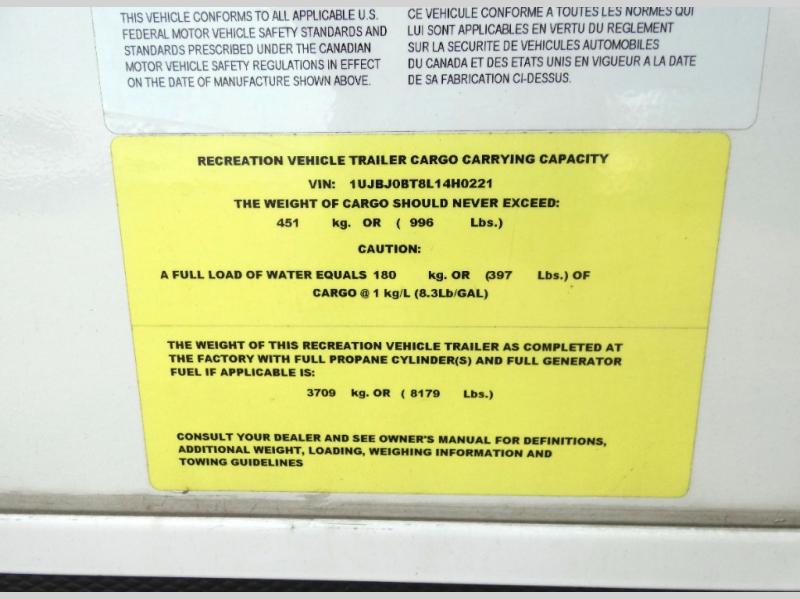 THIS VEHICLE CONFORMS TO ALL APPLICABLE U.S.
FEDERAL MOTOR VEHICLE SAFETY STANDARDS AND
STANDARDS PRESCRIBED UNDER THE CANADIAN
MOTOR VEHICLE SAFETY REGULATIONS IN EFFECT
ON THE DATE OF MANUFACTURE SHOWN ABOVE.
CE VEHICULE CONFORME A TOUTES LES NORMES QUI
LUI SONT APPLICABLES EN VERTU DU REGLEMENT
SUR LA SECURITE DE VEHICULES AUTOMOBILES
DU CANADA ET DES ETATS UNIS EN VIGUEUR A LA DATE
DE SA FABRICATION CI-DESSUS.
RECREATION VEHICLE TRAILER CARGO CARRYING CAPACITY
VIN: 1UJBJ0BT8L14H0221
THE WEIGHT OF CARGO SHOULD NEVER EXCEED:
451 kg. OR ( 996 Lbs.)
CAUTION:
A FULL LOAD OF WATER EQUALS 180 kg. OR (397 Lbs.) OF
CARGO @ 1 kg/L (8.3Lb/GAL)
THE WEIGHT OF THIS RECREATION VEHICLE TRAILER AS COMPLETED AT
THE FACTORY WITH FULL PROPANE CYLINDER(S) AND FULL GENERATOR
FUEL IF APPLICABLE IS:
3709 kg. OR ( 8179 Lbs.)
CONSULT YOUR DEALER AND SEE OWNER'S MANUAL FOR DEFINITIONS,
ADDITIONAL WEIGHT, LOADING, WEIGHING INFORMATION AND
TOWING GUIDELINES